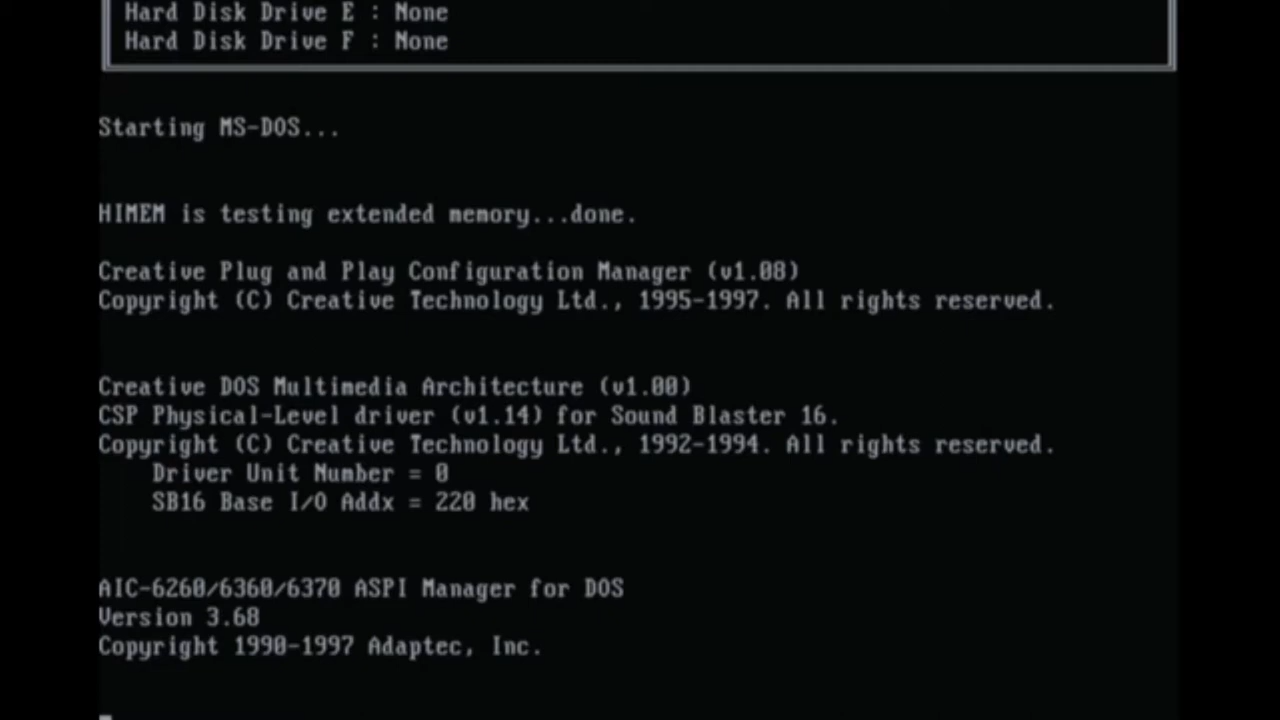 Hard Disk Drive E : None
Hard Disk Drive F : None
Starting MS-DOS...
HIMEM is testing extended memory...done.
Creative Plug and Play Configuration Manager (v1.08)
Copyright (C) Creative Technology Ltd., 1995-1997. All rights reserved.
Creative DOS Multimedia Architecture (v1.00)
CSP Physical-Level driver (v1.14) for Sound Blaster 16.
Copyright (C) Creative Technology Ltd., 1992-1994. All rights reserved.
Driver Unit Number = 0
SB16 Base I/O Addx = 220 hex
AIC-6260/6360/6370 ASPI Manager for DOS
Version 3.68
Copyright 1990-1997 Adaptec, Inc.